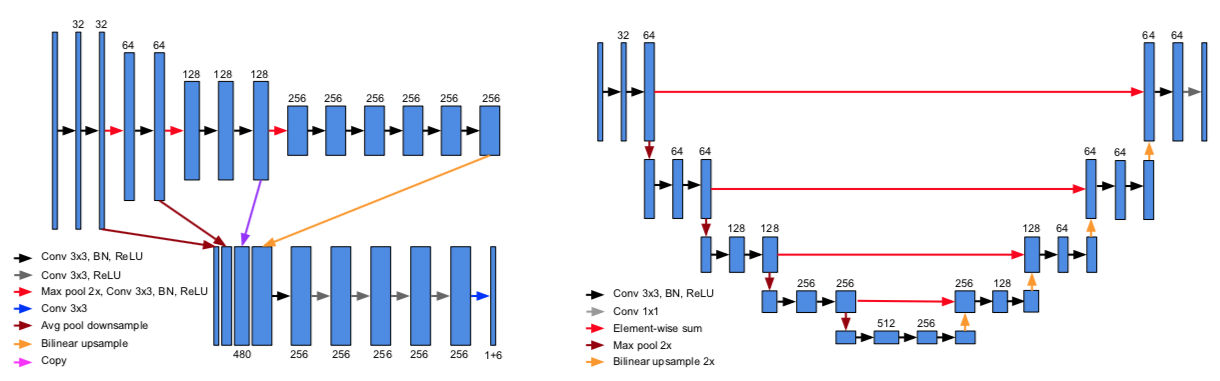 32 32
64 64
128 128 128
256 256 256 256 256 256
Conv 3x3, BN, ReLU
Conv 3x3, ReLU
Max pool 2x, Conv 3x3, BN, ReLU
Conv 3x3
Avg pool downsample
Bilinear upsample
Copy
480 256 256 256 256 256 1+6
32 64 64 64
64 64 64 64
128 128 128 64
256 256 256 128
512 256
Conv 3x3, BN, ReLU
Conv 1x1
Element-wise sum
Max pool 2x
Bilinear upsample 2x